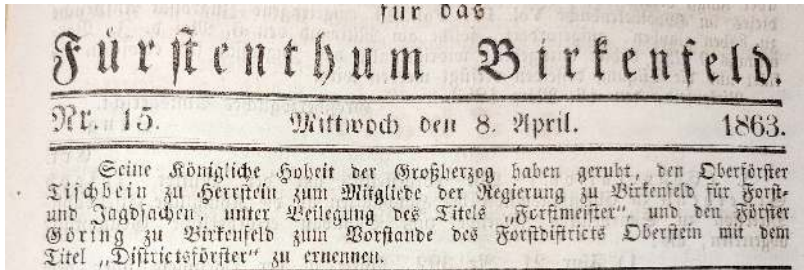 für das
Fürstenthum Birkenfeld.
Nr. 15. Mittwoch den 8. April. 1863.
Seine Königliche Hoheit der Großherzog haben geruht, den Oberförster
Tischbein zu Herrstein zum Mitgliede der Regierung zu Birkenfeld für Forst-
und Jagdsachen, unter Beilegung des Titels „Forstmeister“, und den Förster
Göring zu Birkenfeld zum Vorstande des Forstdistricts Oberstein mit dem
Titel „Districtsförster“ zu ernennen.